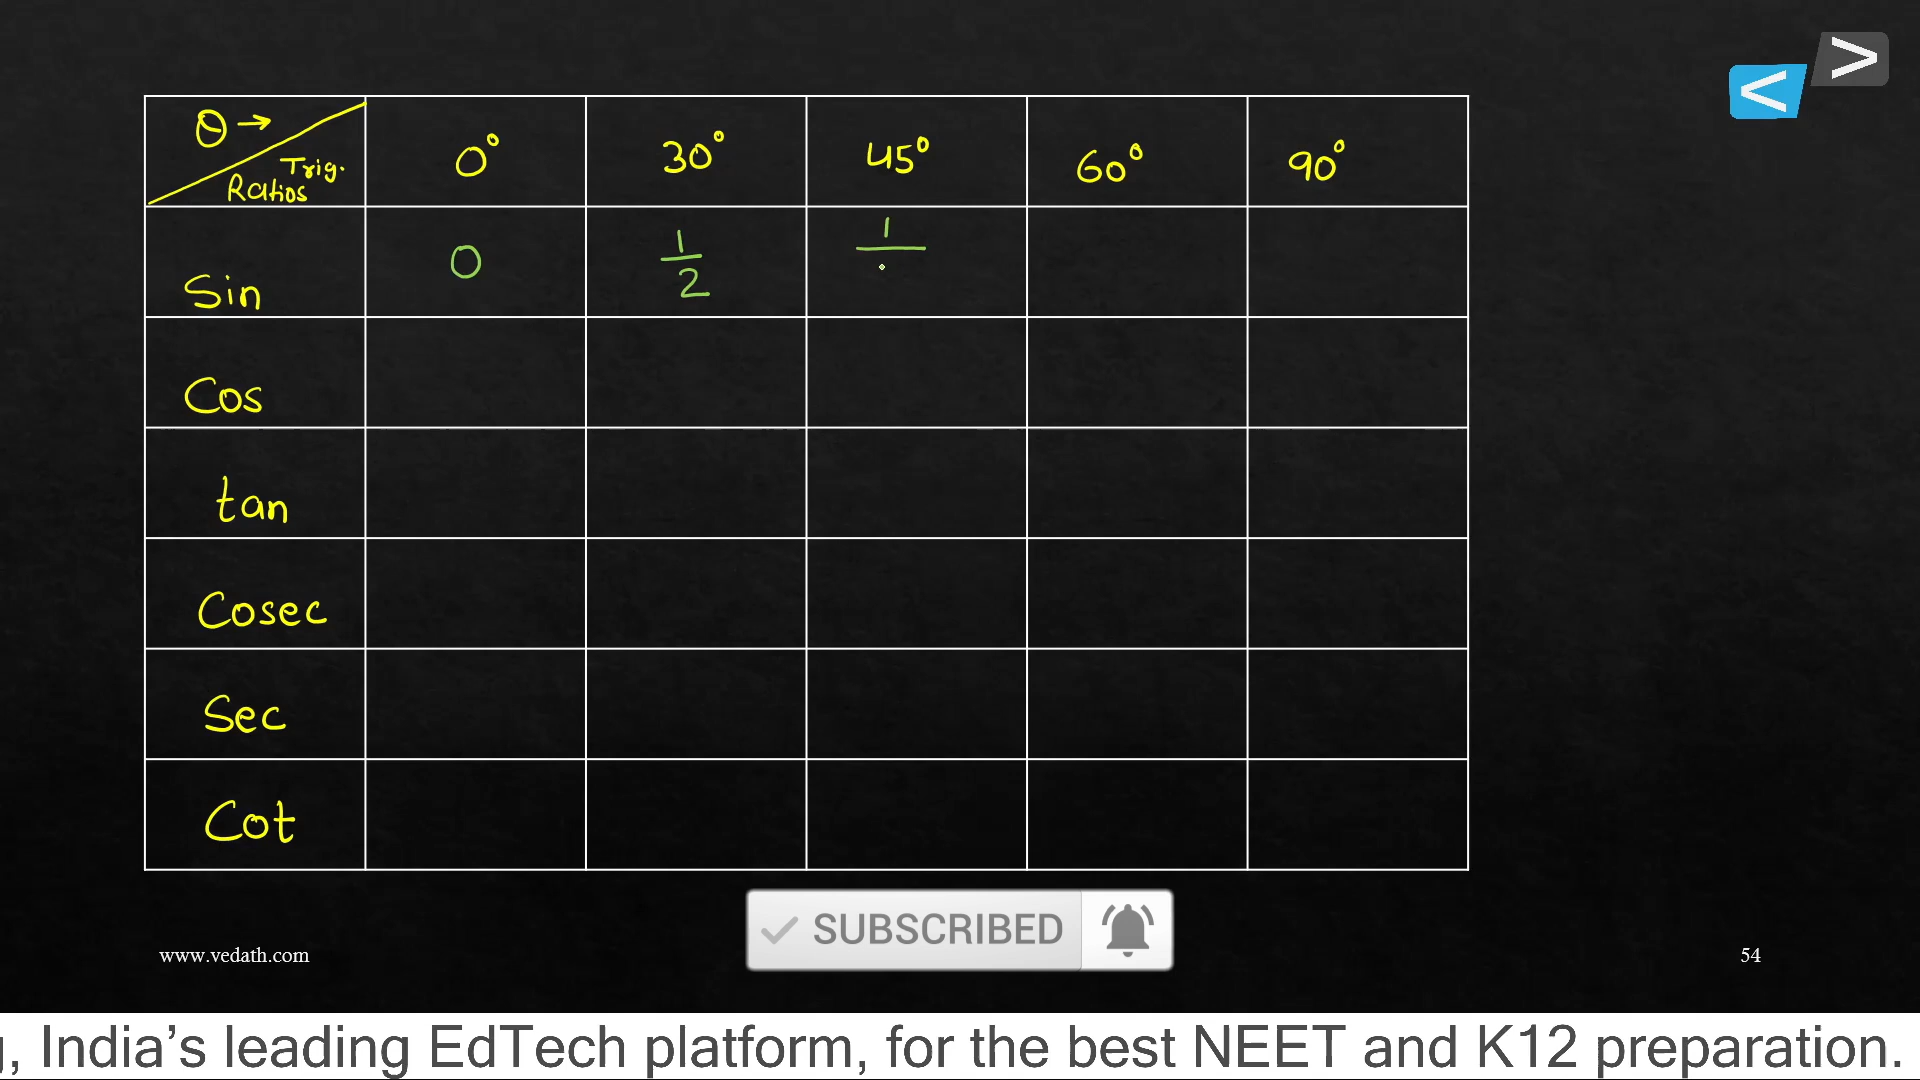 θ → 0° 30° 45° 60° 90°
Trig.
Ratios
Sin 0 1/2 1/
Cos
tan
Cosec
Sec
Cot
SUBSCRIBED
www.vedath.com 54
, India’s leading EdTech platform, for the best NEET and K12 preparation.